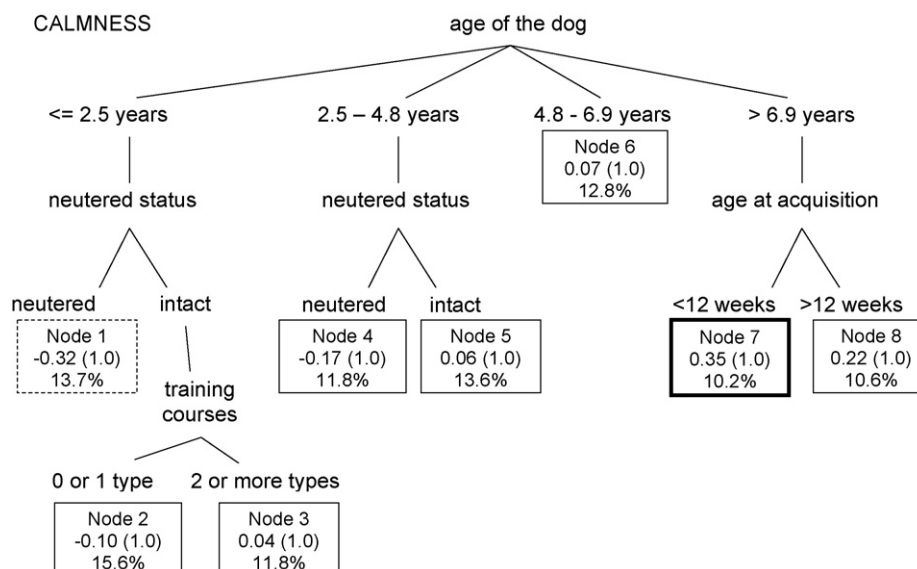 CALMNESS
age of the dog
<= 2.5 years
2.5 – 4.8 years
4.8 - 6.9 years
> 6.9 years
Node 6
0.07 (1.0)
12.8%
neutered status
neutered status
age at acquisition
neutered
intact
neutered
intact
<12 weeks
>12 weeks
Node 1
-0.32 (1.0)
13.7%
Node 4
-0.17 (1.0)
11.8%
Node 5
0.06 (1.0)
13.6%
Node 7
0.35 (1.0)
10.2%
Node 8
0.22 (1.0)
10.6%
training
courses
0 or 1 type
2 or more types
Node 2
-0.10 (1.0)
15.6%
Node 3
0.04 (1.0)
11.8%